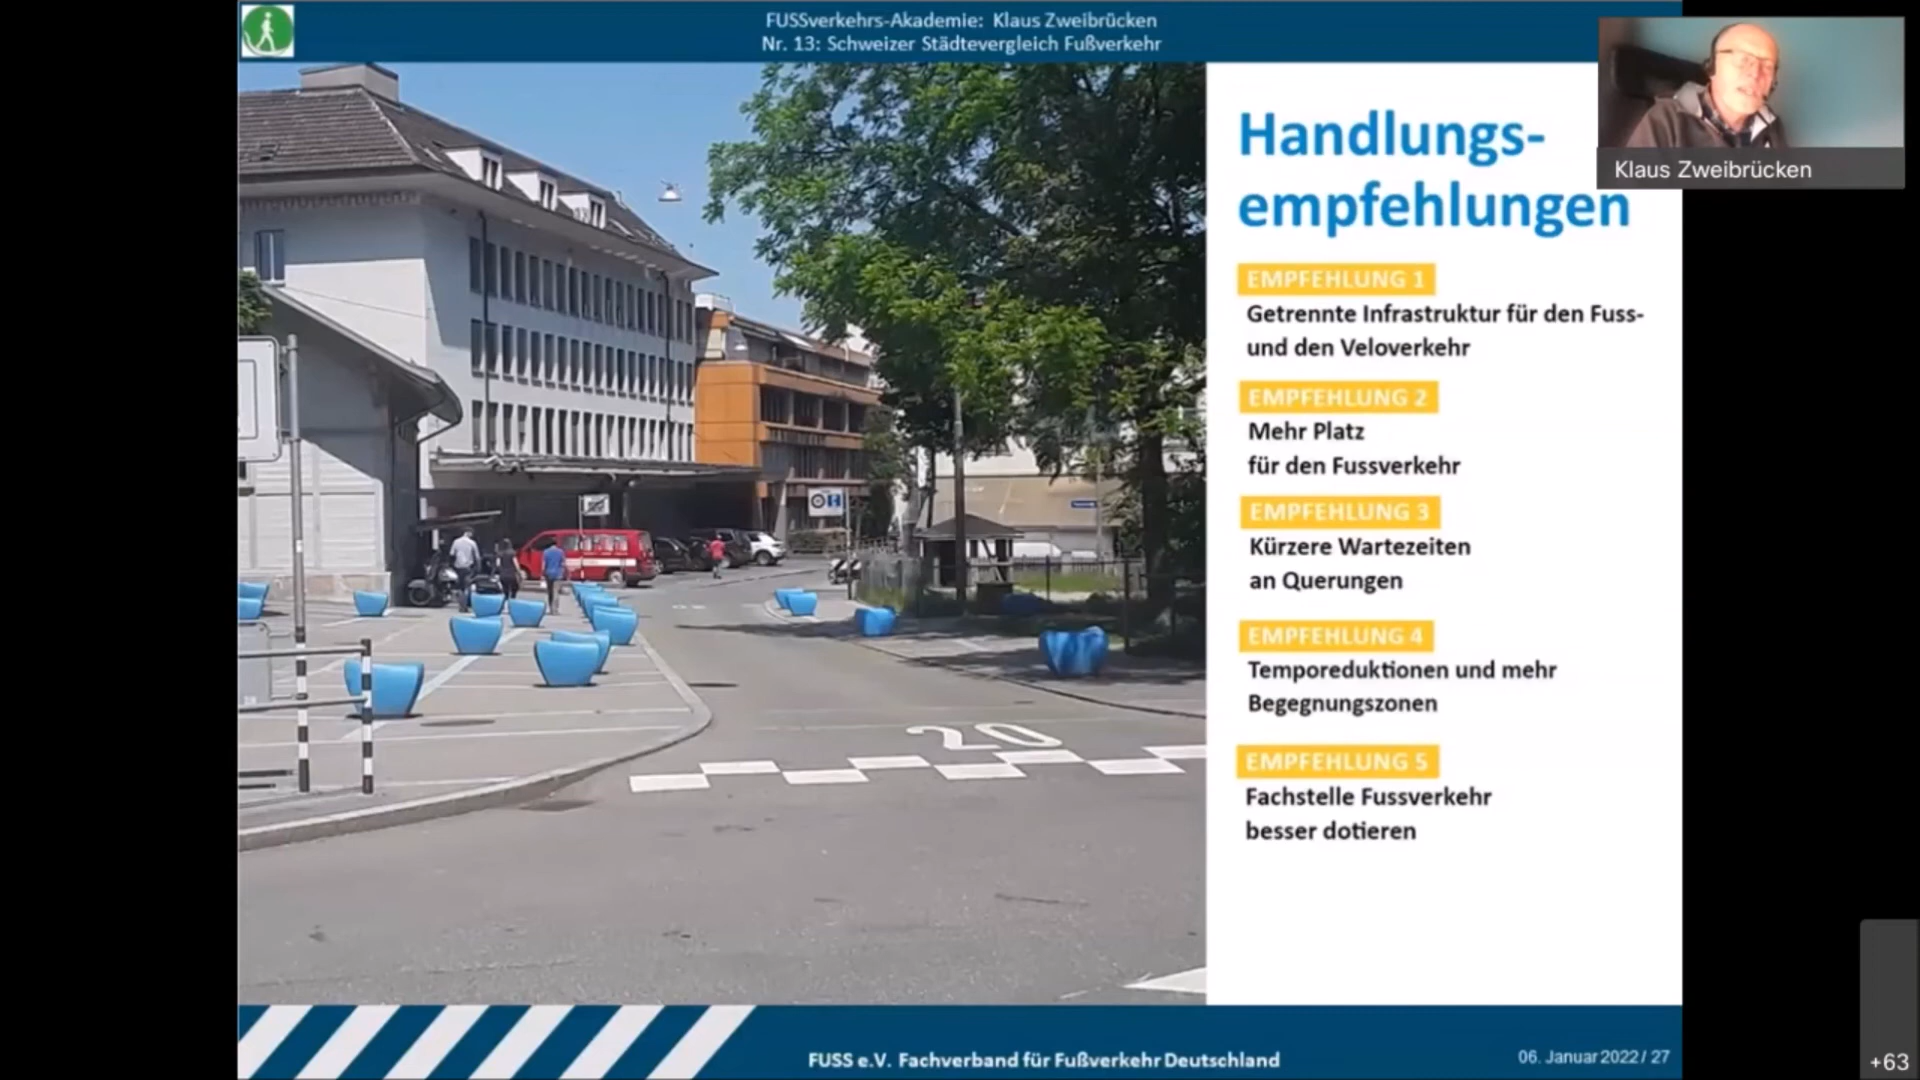 FUSSverkehrs-Akademie: Klaus Zweibrücken
Nr. 13: Schweizer Städtevergleich Fußverkehr
Klaus Zweibrücken
Handlungs-
empfehlungen
EMPFEHLUNG 1
Getrennte Infrastruktur für den Fuss-
und den Veloverkehr
EMPFEHLUNG 2
Mehr Platz
für den Fussverkehr
EMPFEHLUNG 3
Kürzere Wartezeiten
an Querungen
EMPFEHLUNG 4
Temporeduktionen und mehr
Begegnungszonen
EMPFEHLUNG 5
Fachstelle Fussverkehr
besser dotieren
20
FUSS e.V. Fachverband für Fußverkehr Deutschland
06. Januar 2022 / 27
+63